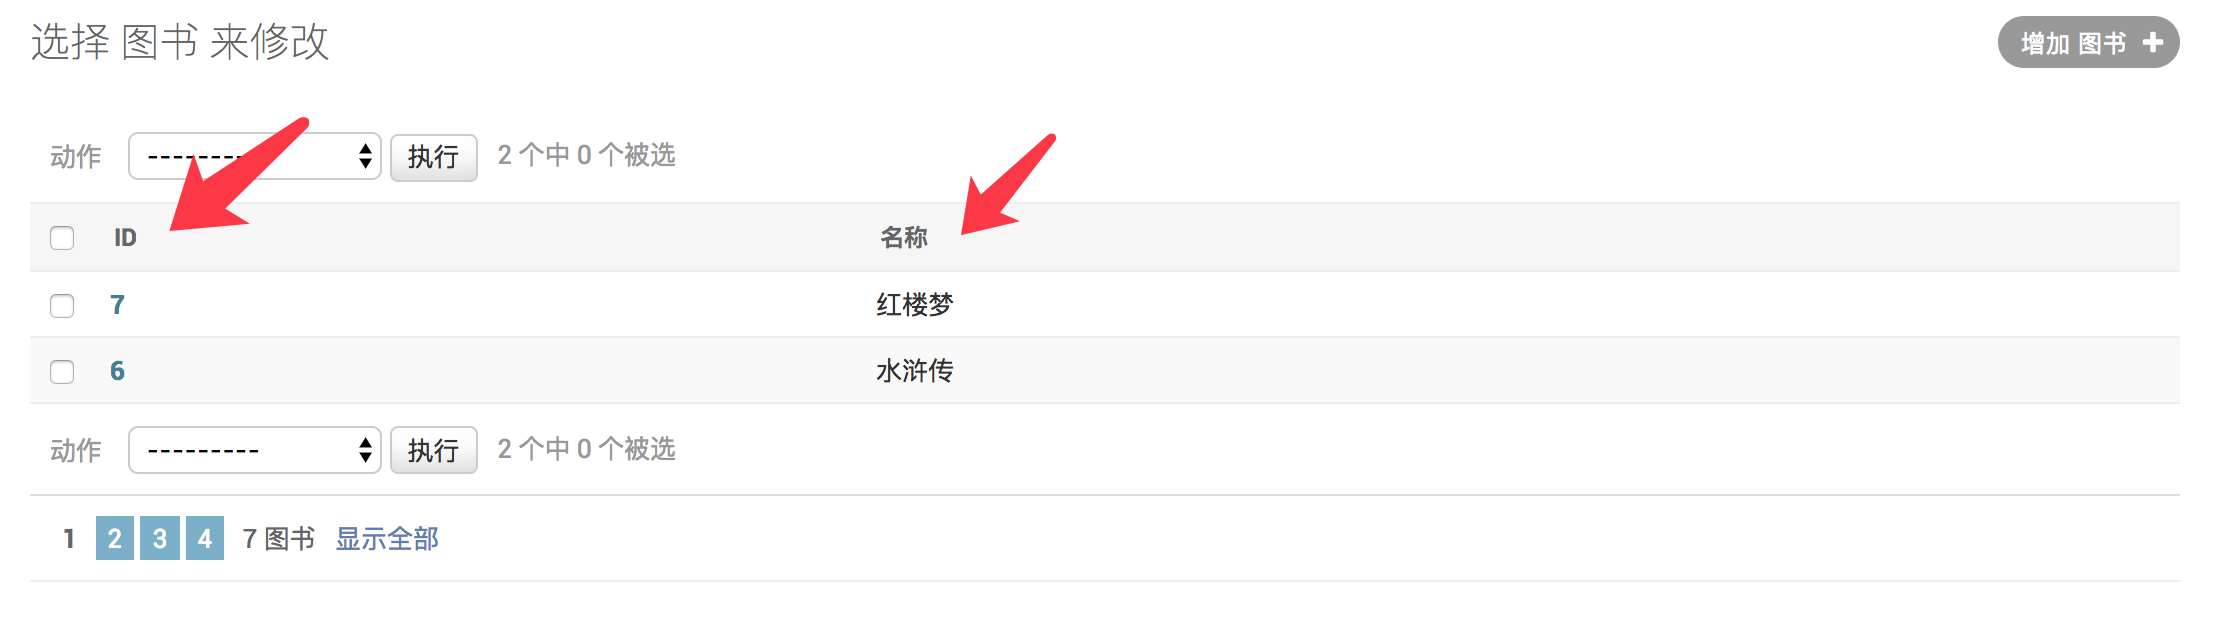 选择 图书 来修改
增加 图书 +
动作 --------- 执行 2 个中 0 个被选
ID 名称
7 红楼梦
6 水浒传
动作 --------- 执行 2 个中 0 个被选
1 2 3 4 7 图书 显示全部